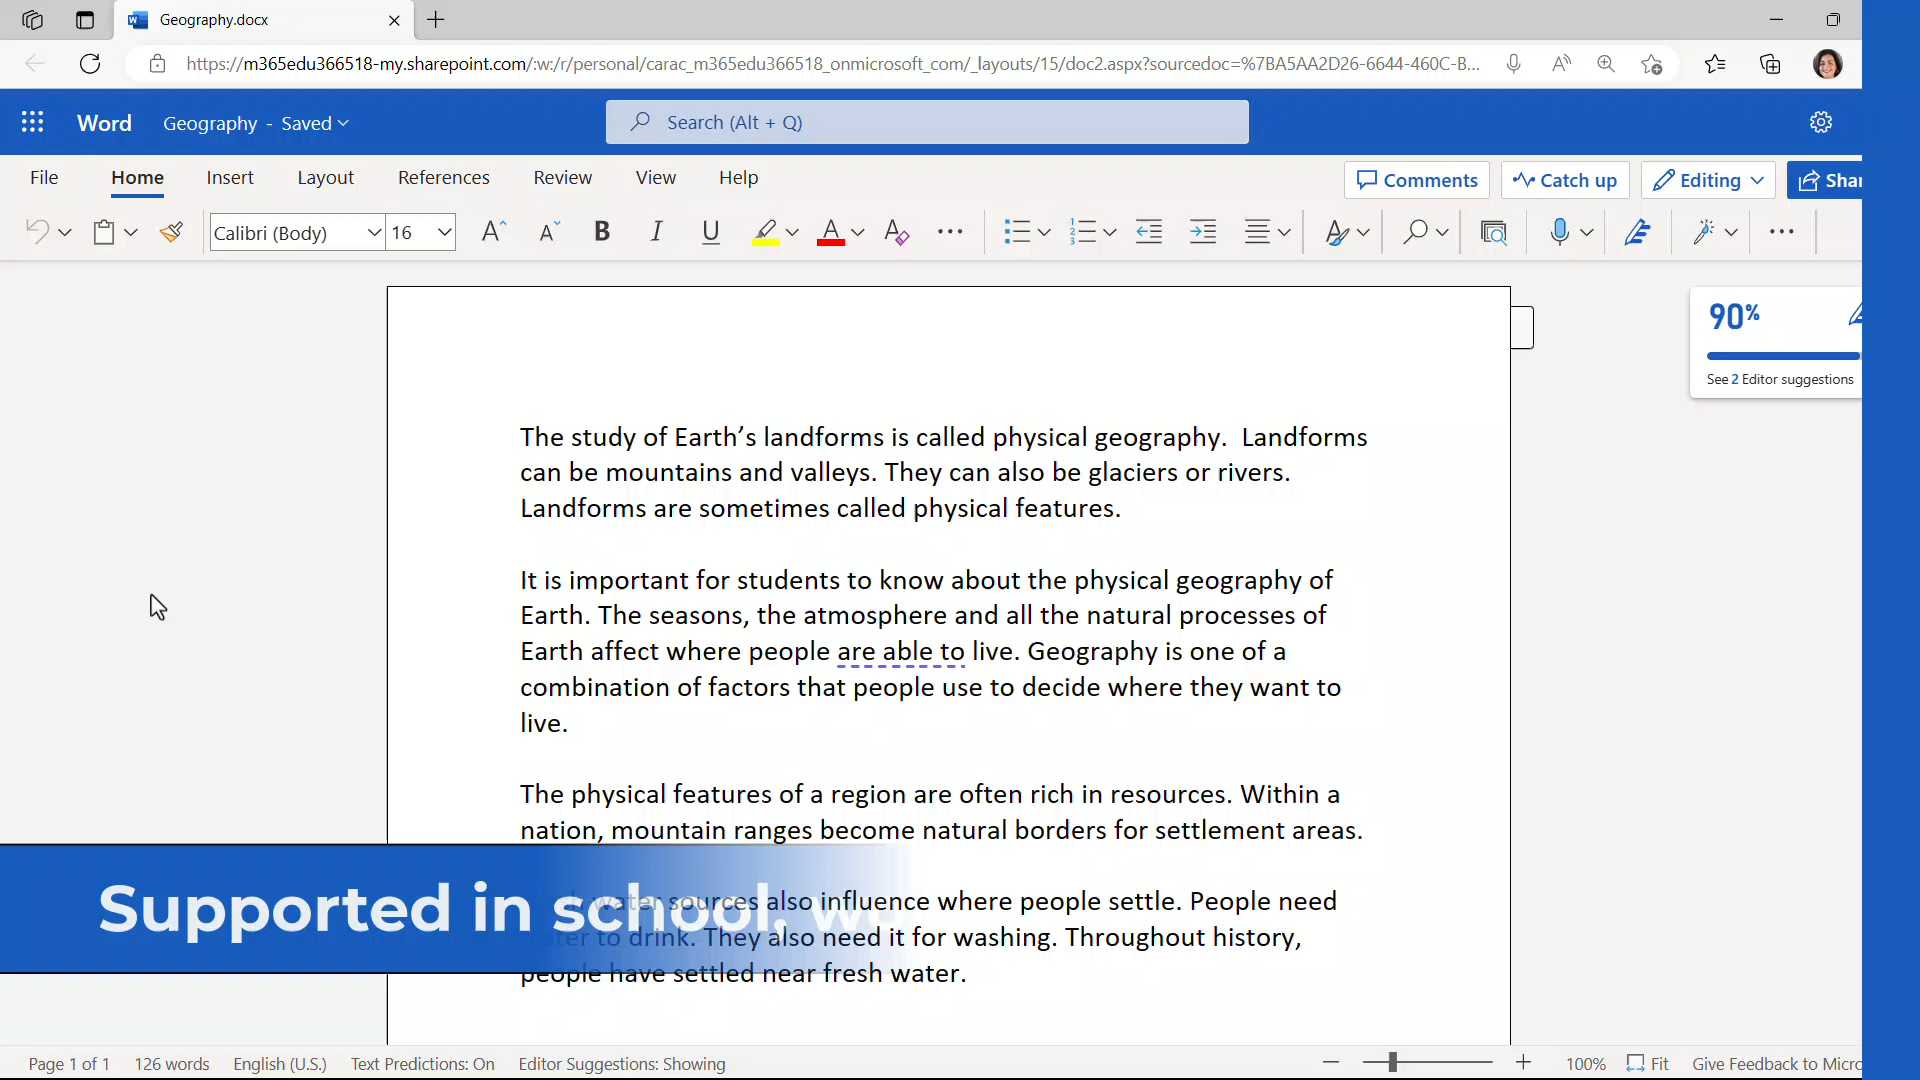 Geography.docx
https://m365edu366518-my.sharepoint.com/:w:/r/personal/carac_m365edu366518_onmicrosoft_com/_layouts/15/doc2.aspx?sourcedoc=%7BA5AA2D26-6644-460C-B...
Word Geography - Saved Search (Alt + Q)
File Home Insert Layout References Review View Help Comments Catch up Editing Shar
Calibri (Body) 16
90%
See 2 Editor suggestions
The study of Earth’s landforms is called physical geography. Landforms
can be mountains and valleys. They can also be glaciers or rivers.
Landforms are sometimes called physical features.
It is important for students to know about the physical geography of
Earth. The seasons, the atmosphere and all the natural processes of
Earth affect where people are able to live. Geography is one of a
combination of factors that people use to decide where they want to
live.
The physical features of a region are often rich in resources. Within a
nation, mountain ranges become natural borders for settlement areas.
water sources also influence where people settle. People need
to drink. They also need it for washing. Throughout history,
people have settled near fresh water.
Supported in school,
Page 1 of 1 126 words English (U.S.) Text Predictions: On Editor Suggestions: Showing 100% Fit Give Feedback to Micro